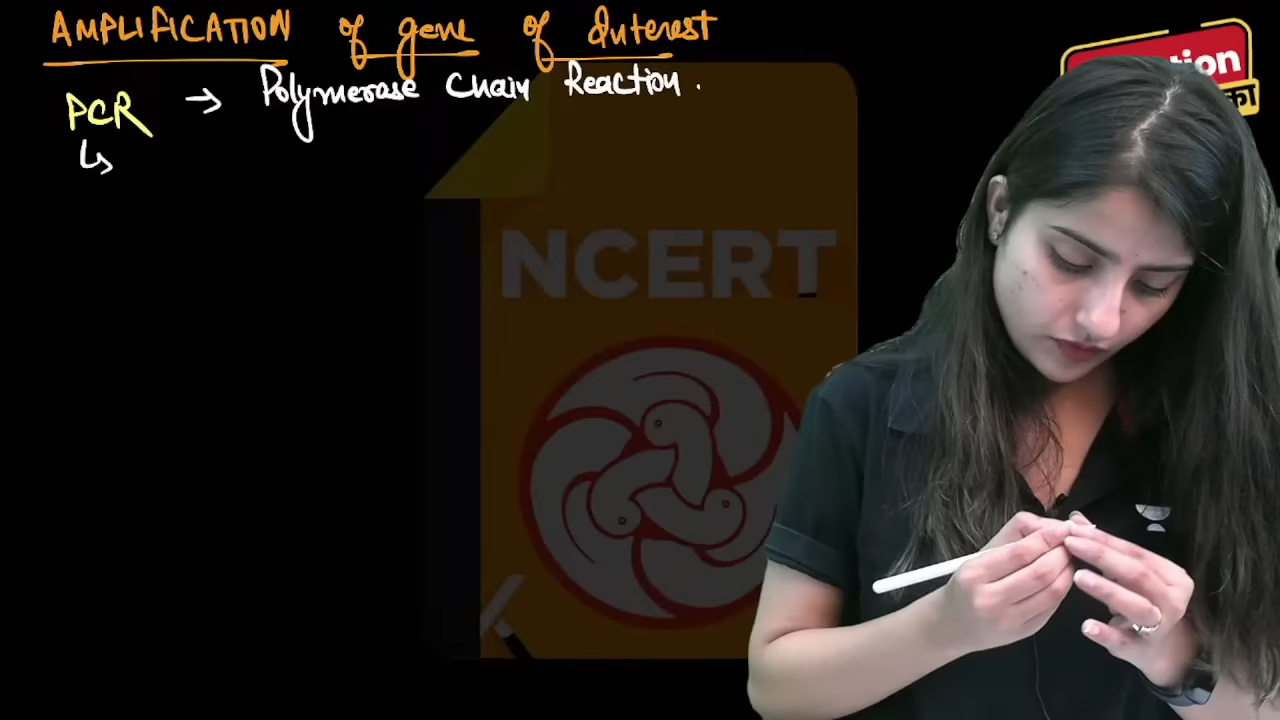 AMPLIFICATION of gene of interest
PCR → Polymerase Chain Reaction.
↳
NCERT